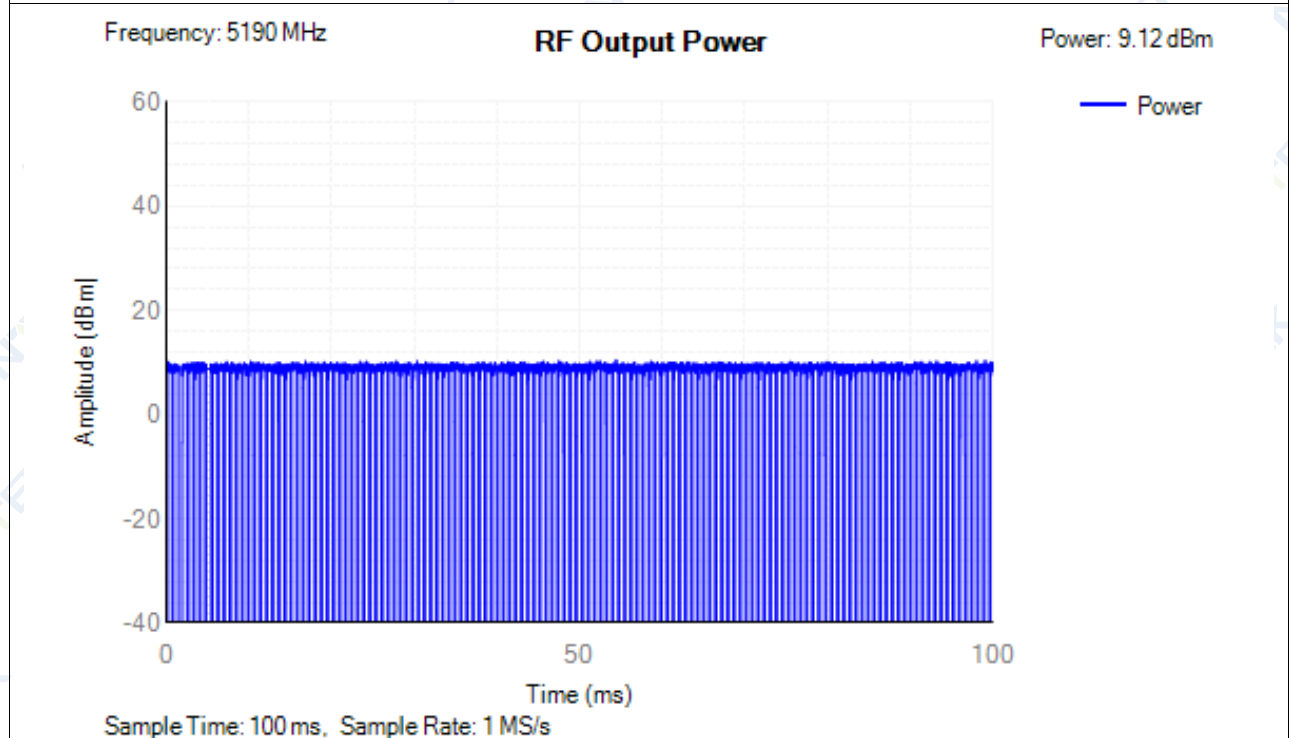 Frequency: 5190 MHz
RF Output Power
Power: 9.12 dBm
Power
60
40
20
0
-20
-40
Amplitude (dBm|
0
50
100
Time (ms)
Sample Time: 100 ms, Sample Rate: 1 MS/s